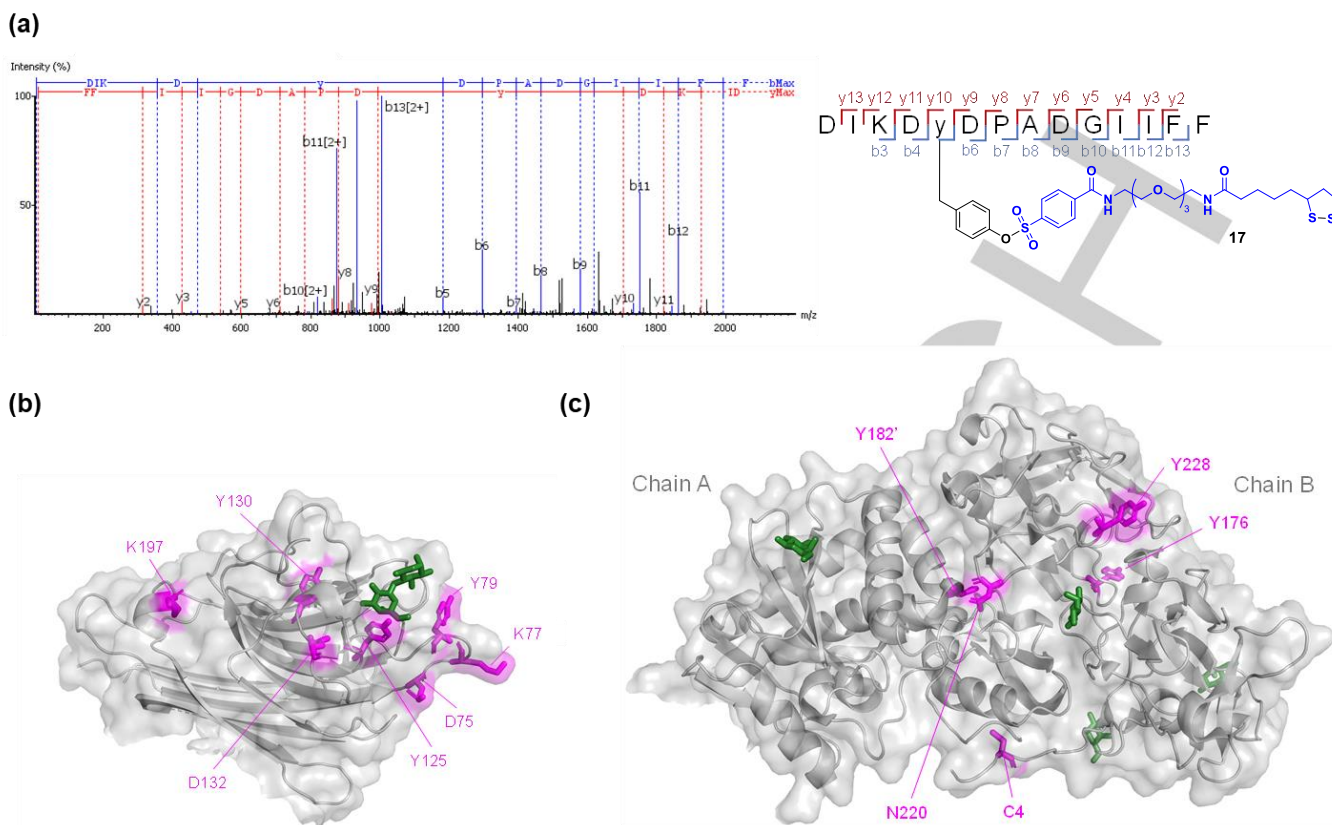 (a)
Intensity (%)
DIK D y D P A D G I I F F bMax
FF I I G D A P D y D K ID yMax
100
50
b13[2+]
b11[2+]
b11
b12
b6
b10[2+]
y8
y9
b5
b7
b8
b9
y2
y3
y5
y6
y10
y11
200 400 600 800 1000 1200 1400 1600 1800 2000
m/z
y13 y12 y11 y10 y9 y8 y7 y6 y5 y4 y3 y2
D I K D y D P A D G I I F F
b3 b4 b6 b7 b8 b9 b10 b11 b12 b13
O
N
H
O
3
N
H
O
O
S
O
O
S-S
17
(b)
Y130
K197
Y79
K77
D75
Y125
D132
(c)
Y182'
Chain A
Y228
Chain B
Y176
N220
C4